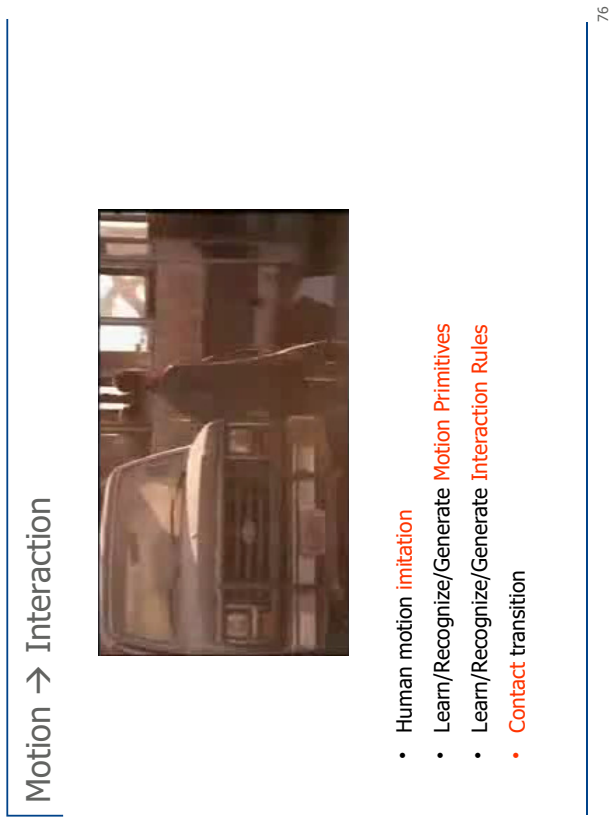 Motion → Interaction
• Human motion imitation
• Learn/Recognize/Generate Motion Primitives
• Learn/Recognize/Generate Interaction Rules
• Contact transition
76